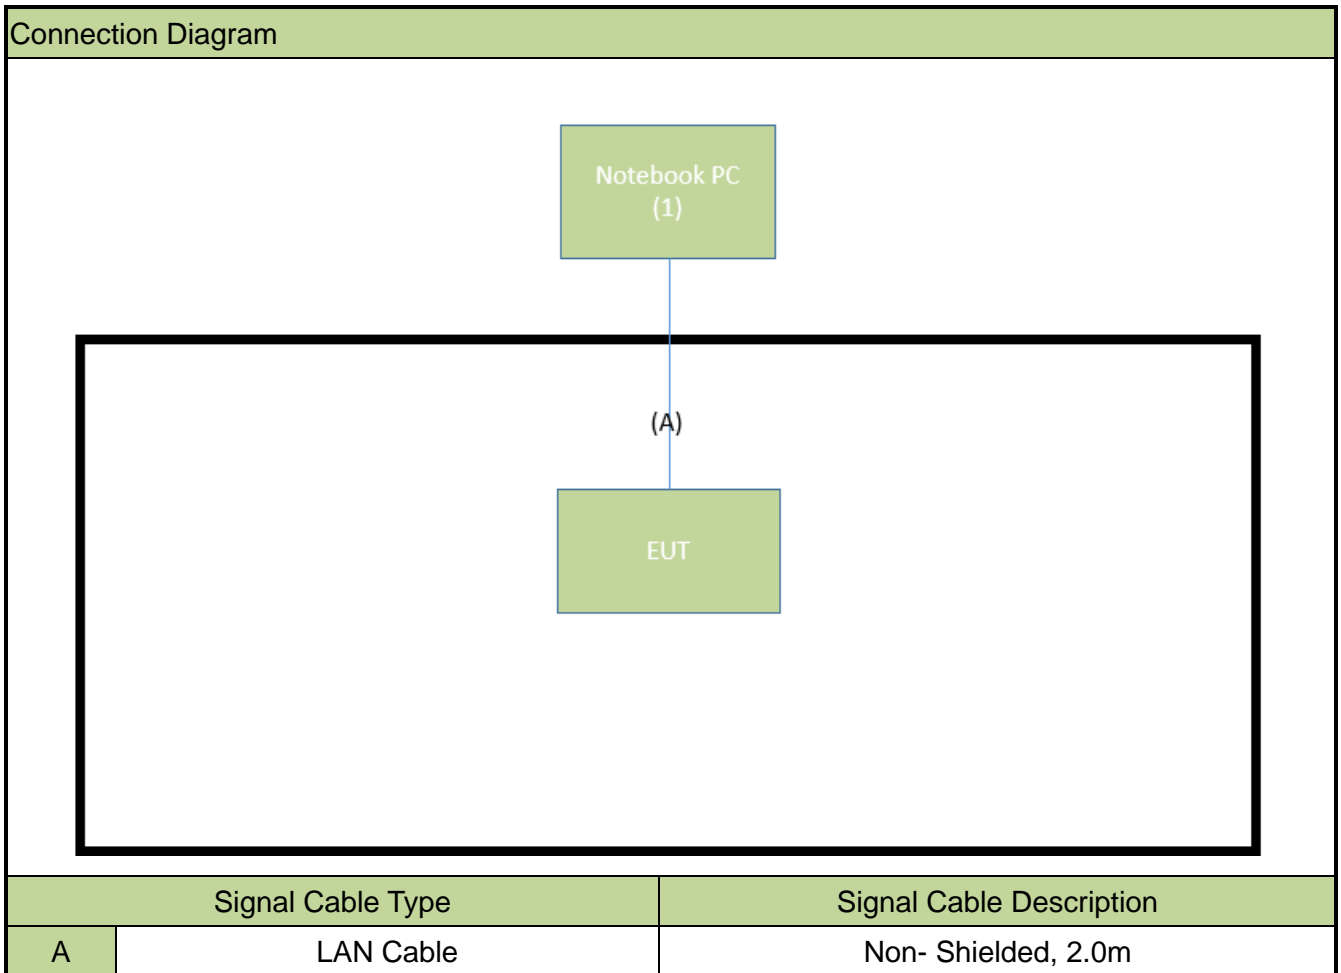 Connection Diagram
Notebook PC
(1)
(A)
EUT
Signal Cable Type Signal Cable Description
A LAN Cable Non- Shielded, 2.0m